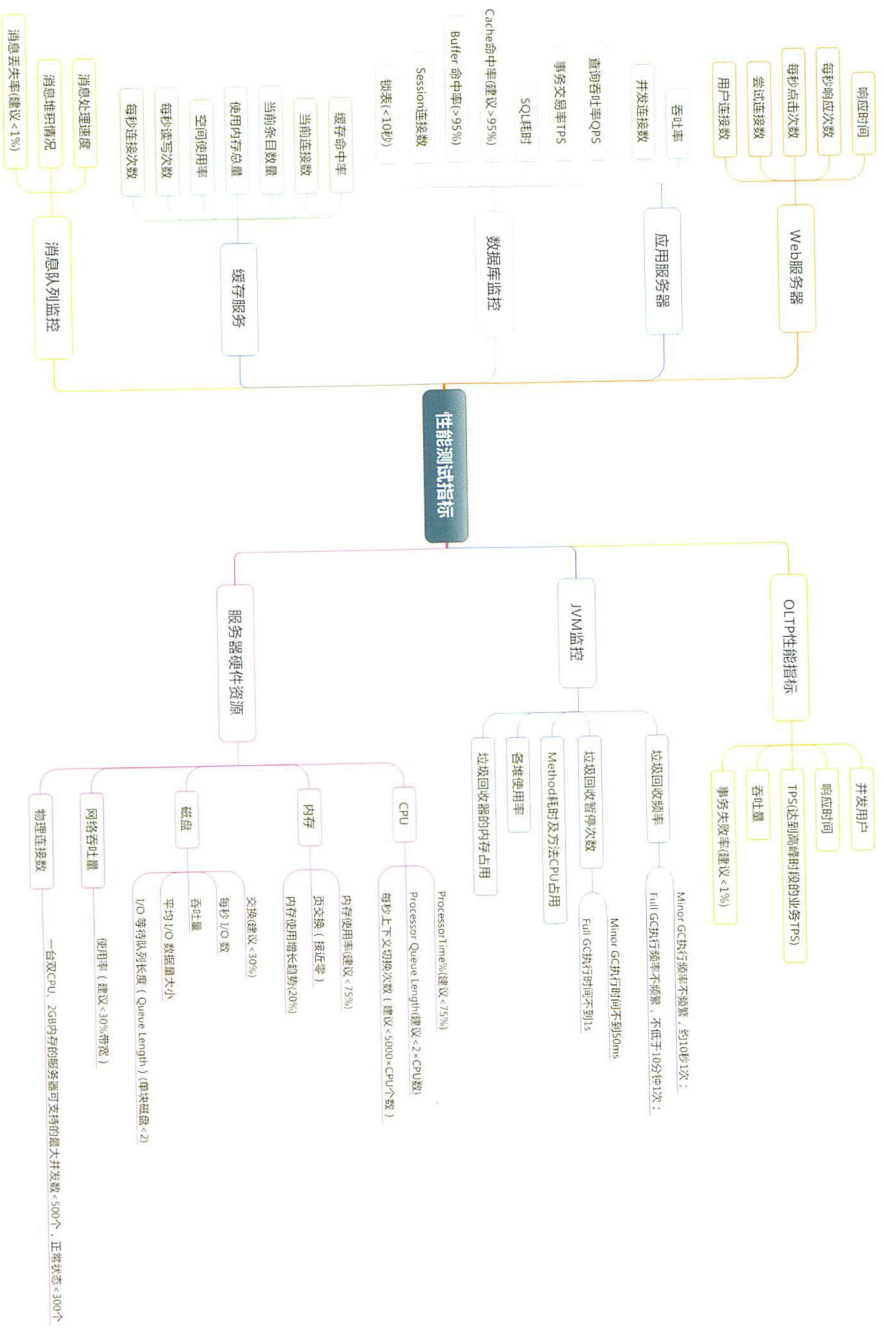 性能测试指标
Web服务器
响应时间
每秒响应次数
每秒点击次数
尝试连接数
用户连接数
应用服务器
吞吐率
并发连接数
数据库监控
查询吞吐率QPS
事务交易率TPS
SQL耗时
Cache命中率(建议>95%)
Buffer 命中率(>95%)
Session连接数
锁表(<10秒)
缓存服务
缓存命中率
当前连接数
当前条目数量
使用内存总量
空间使用率
每秒读写次数
每秒连接次数
消息队列监控
消息处理速度
消息堆积情况
消息丢失率(建议<1%)
OLTP性能指标
并发用户
响应时间
TPS(达到高峰时段的业务TPS)
吞吐量
事务失败率(建议<1%)
JVM监控
垃圾回收频率
Minor GC执行频率不频繁，约10秒1次；
Full GC执行频率不频繁，不低于10分钟1次；
垃圾回收暂停次数
Minor GC执行时间不到50ms
Full GC执行时间不到1s
Method耗时及方法CPU占用
各堆使用率
垃圾回收器的内存占用
服务器硬件资源
CPU
ProcessorTime%(建议<75%)
Processor Queue Length(建议<2×CPU数)
每秒上下文切换次数（建议<5000×CPU个数）
内存
内存使用率(建议<75%)
页交换（接近零）
内存使用增长趋势(20%)
磁盘
交换(建议<30%)
每秒 I/O 数
吞吐量
平均 I/O 数据量大小
I/O 等待队列长度（Queue Length）(单块磁盘<2)
网络吞吐量
使用率（建议<30%带宽）
物理连接数
一台双CPU、2GB内存的服务器可支持的最大并发数<500个，正常状态<300个